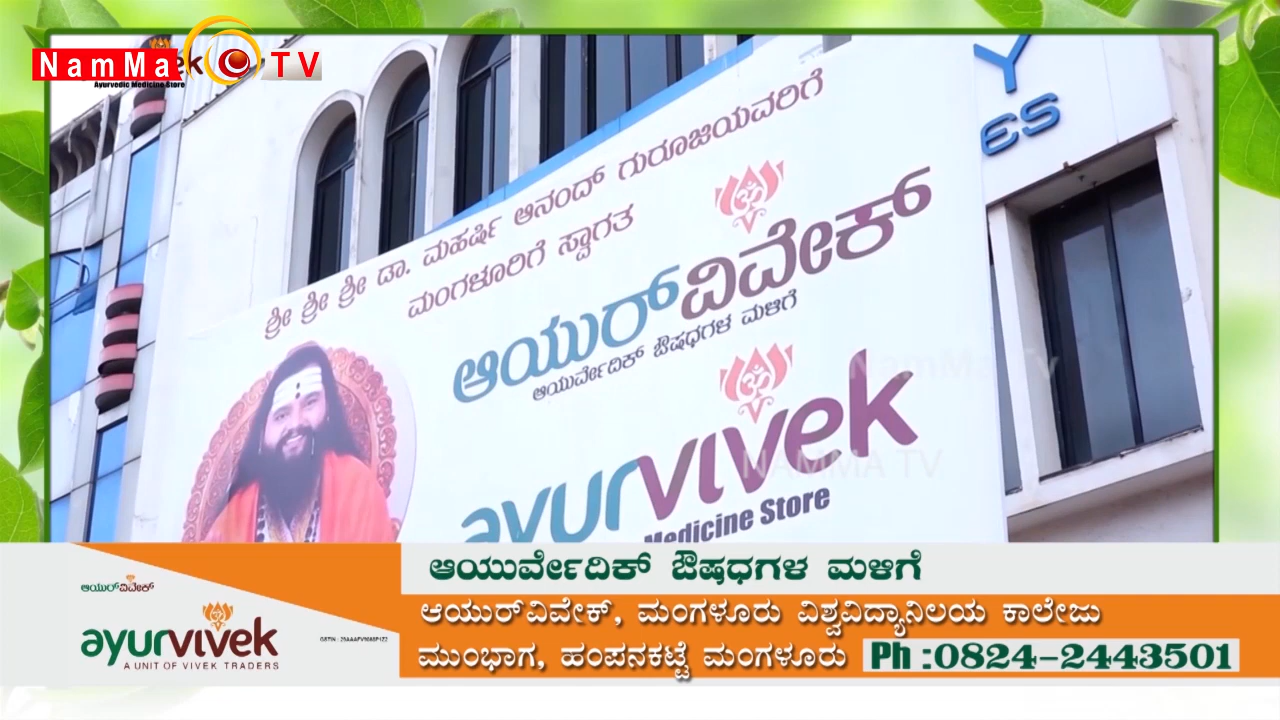 NamMa TV
Ayurvedic Medicine Store
Y
ES
ಶ್ರೀ ಶ್ರೀ ಶ್ರೀ ಡಾ. ಮಹರ್ಷಿ ಆನಂದ್ ಗುರೂಜಿಯವರಿಗೆ
ಮಂಗಳೂರಿಗೆ ಸ್ವಾಗತ
ಆಯುರ್‌ವಿವೇಕ್
ಆಯುರ್ವೇದಿಕ್ ಔಷಧಗಳ ಮಳಿಗೆ
ayurvivek
Medicine Store
NamMa Tv
NAMMA TV
ಆಯುರ್ವೇದಿಕ್ ಔಷಧಗಳ ಮಳಿಗೆ
ಆಯುರ್‌ವಿವೇಕ್
ayurvivek
A UNIT OF VIVEK TRADERS
ಆಯುರ್‌ವಿವೇಕ್, ಮಂಗಳೂರು ವಿಶ್ವವಿದ್ಯಾನಿಲಯ ಕಾಲೇಜು
ಮುಂಭಾಗ, ಹಂಪನಕಟ್ಟೆ ಮಂಗಳೂರು Ph :0824-2443501